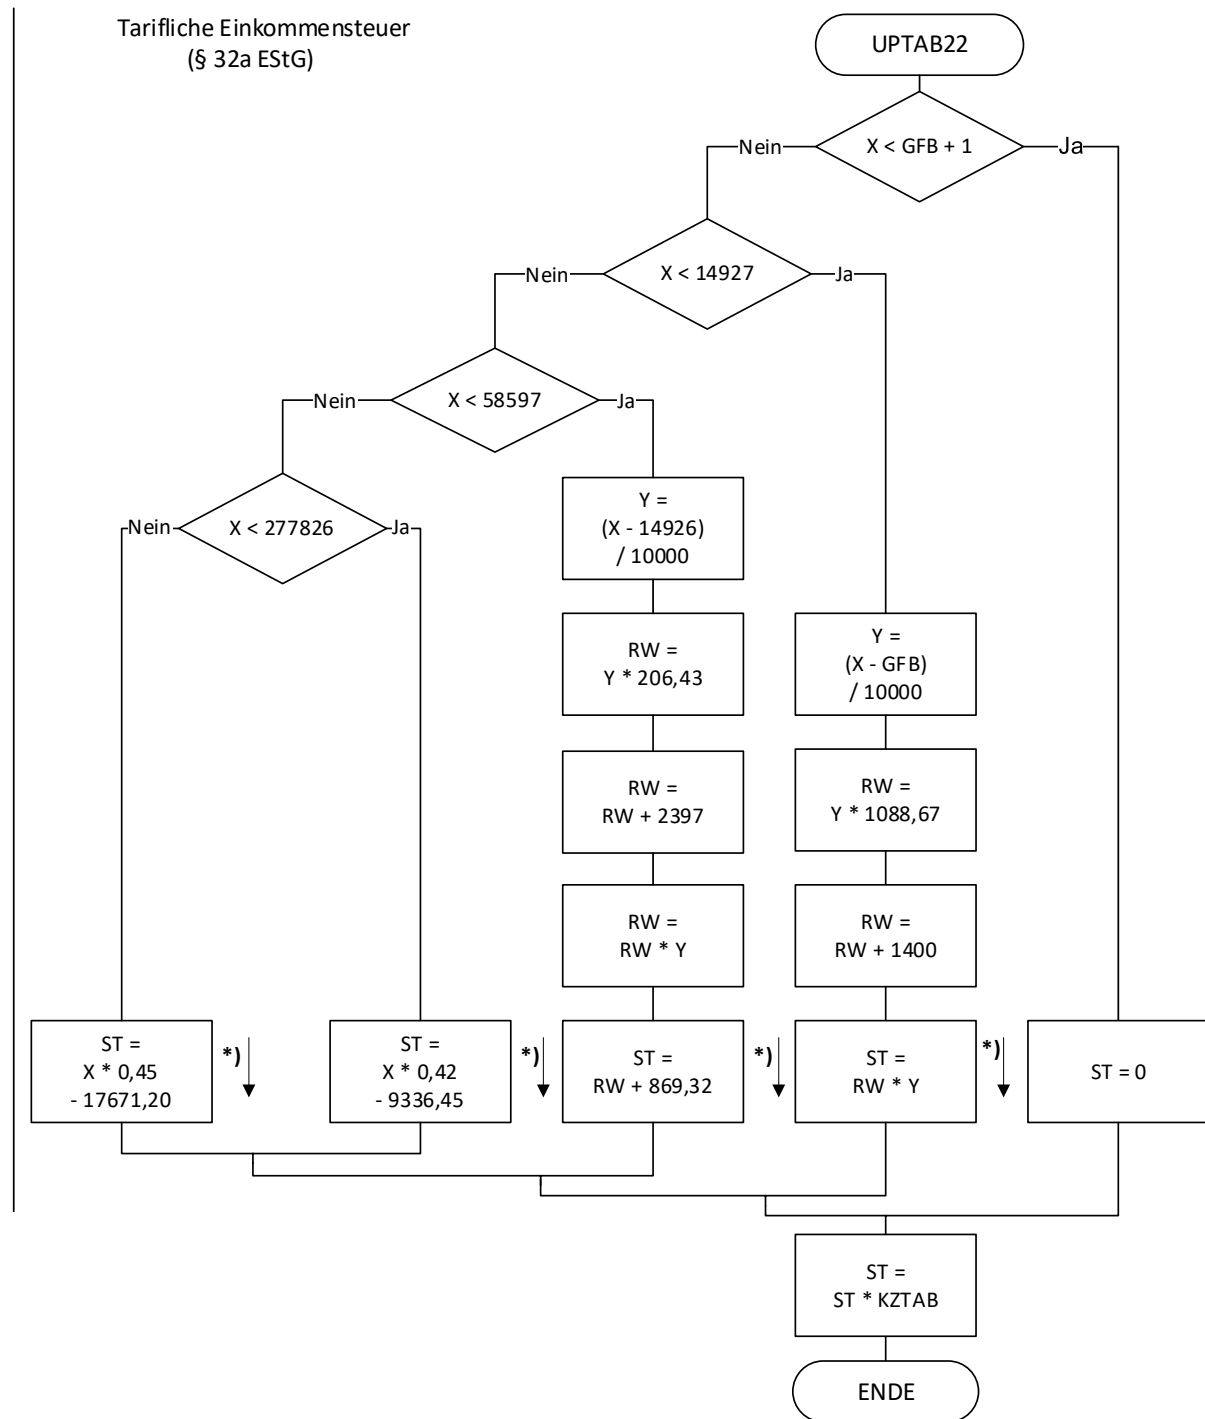 Tarifliche Einkommensteuer
(§ 32a EStG)
UPTAB22
X < GFB + 1
Nein
Ja
X < 14927
Nein
Ja
X < 58597
Nein
Ja
X < 277826
Nein
Ja
Y =
(X - 14926)
/ 10000
RW =
Y * 206,43
Y =
(X - GFB)
/ 10000
RW =
RW + 2397
RW =
Y * 1088,67
RW =
RW * Y
RW =
RW + 1400
ST =
X * 0,45
- 17671,20
*)
ST =
X * 0,42
- 9336,45
*)
ST =
RW + 869,32
*)
ST =
RW * Y
*)
ST = 0
ST =
ST * KZTAB
ENDE